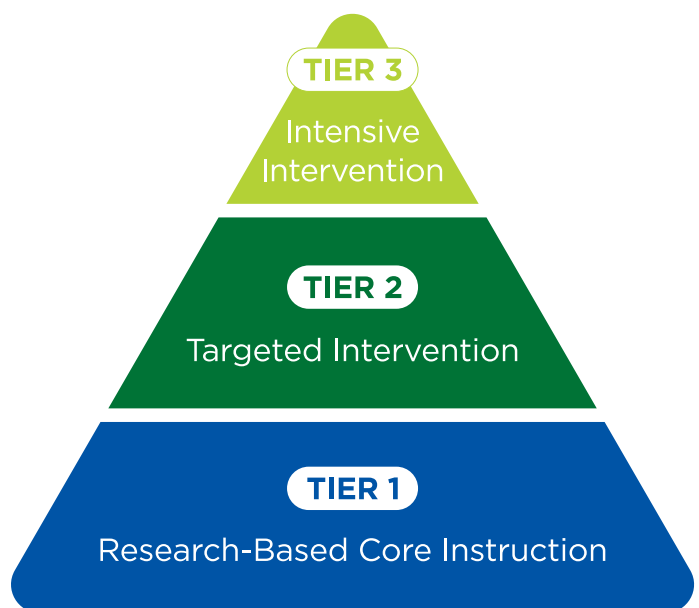 TIER 3
Intensive
Intervention
TIER 2
Targeted Intervention
TIER 1
Research-Based Core Instruction